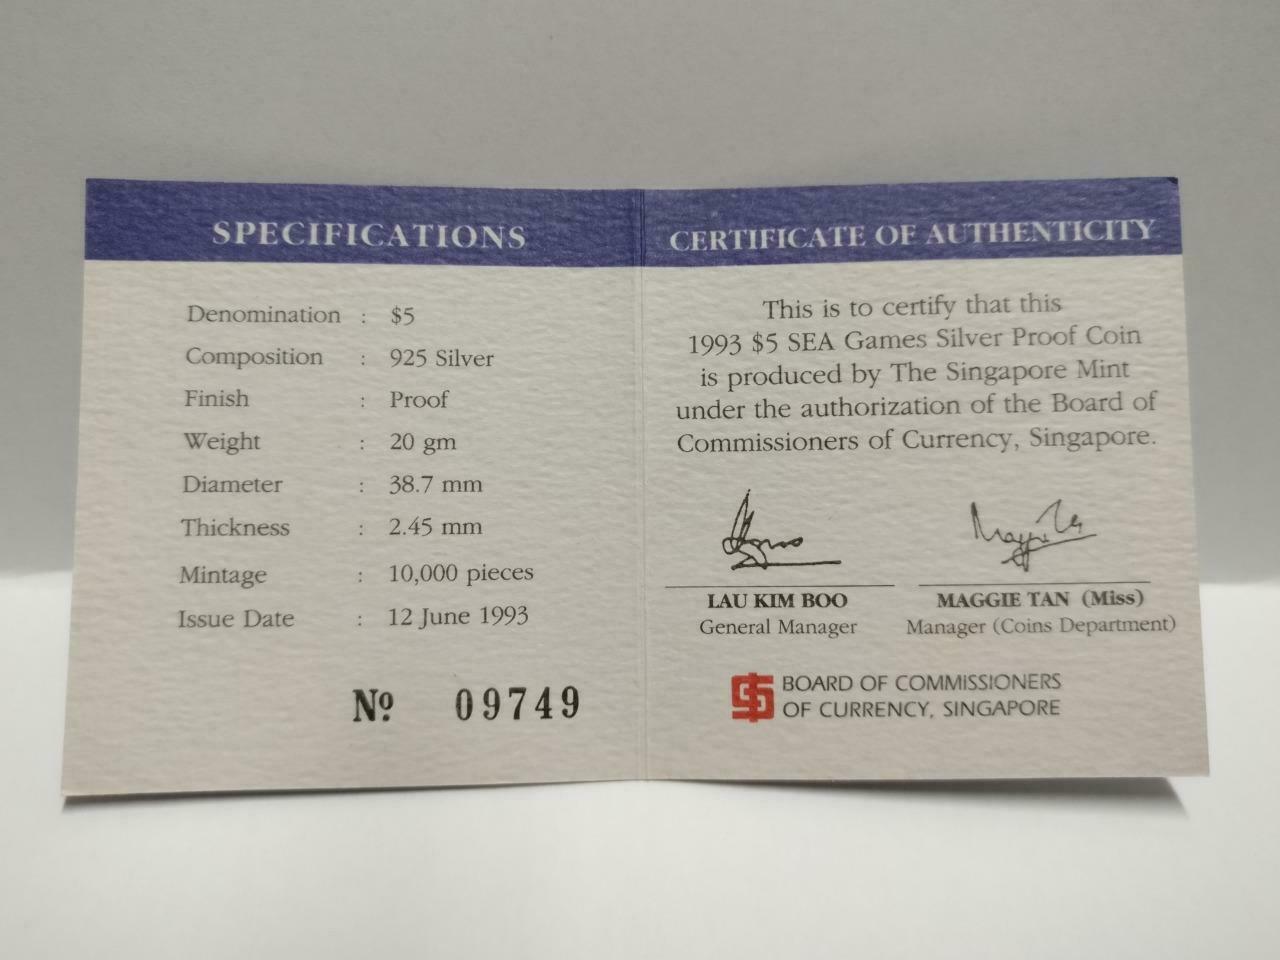 SPECIFICATIONS
Denomination : $5
Composition : 925 Silver
Finish : Proof
Weight : 20 gm
Diameter : 38.7 mm
Thickness : 2.45 mm
Mintage : 10,000 pieces
Issue Date : 12 June 1993
Nº 09749
CERTIFICATE OF AUTHENTICITY
This is to certify that this
1993 $5 SEA Games Silver Proof Coin
is produced by The Singapore Mint
under the authorization of the Board of
Commissioners of Currency, Singapore.
LAU KIM BOO
General Manager
MAGGIE TAN (Miss)
Manager (Coins Department)
BOARD OF COMMISSIONERS
OF CURRENCY, SINGAPORE